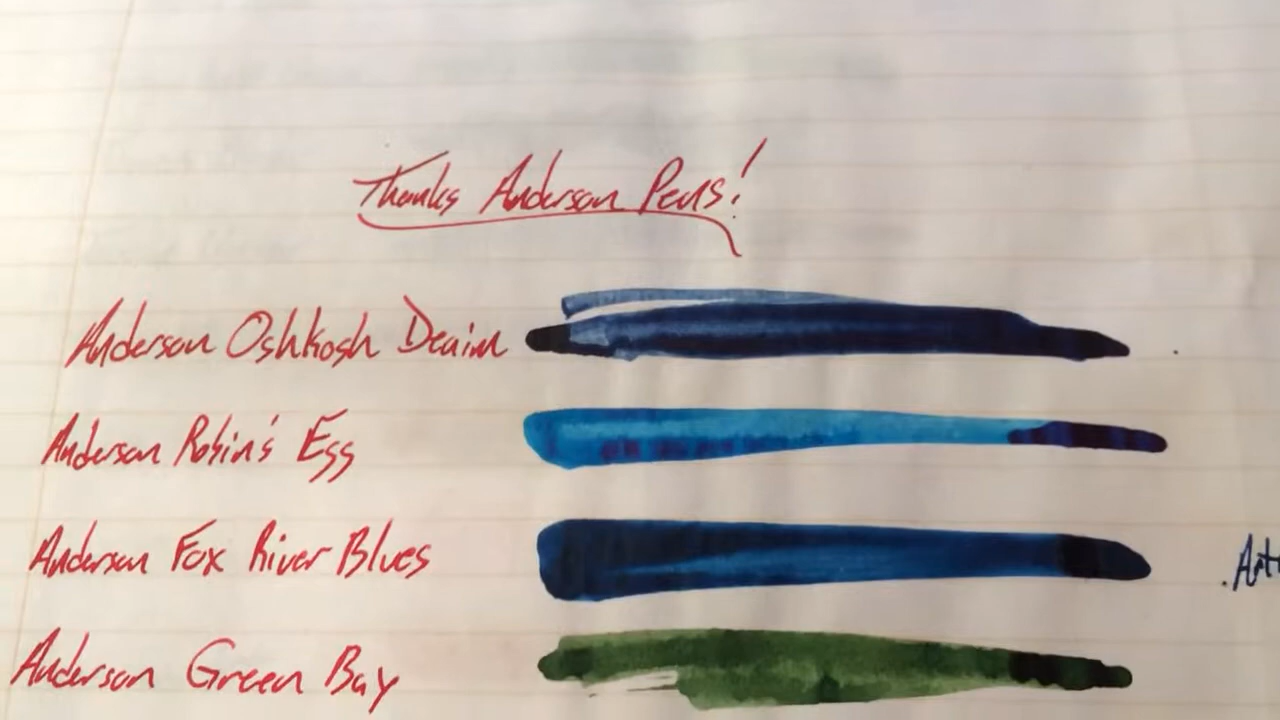 Thanks Anderson Pens!
Anderson Oshkosh Denim
Anderson Robin's Egg
Anderson Fox River Blues
Anderson Green Bay